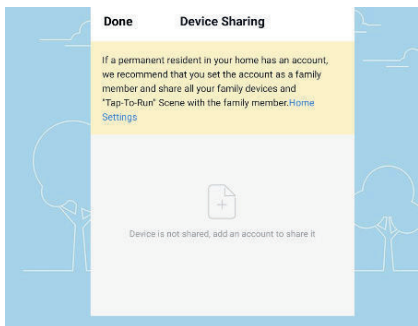 Done Device Sharing
If a permanent resident in your home has an account,
we recommend that you set the account as a family
member and share all your family devices and
"Tap-To-Run" Scene with the family member.Home
Settings
Device is not shared, add an account to share it